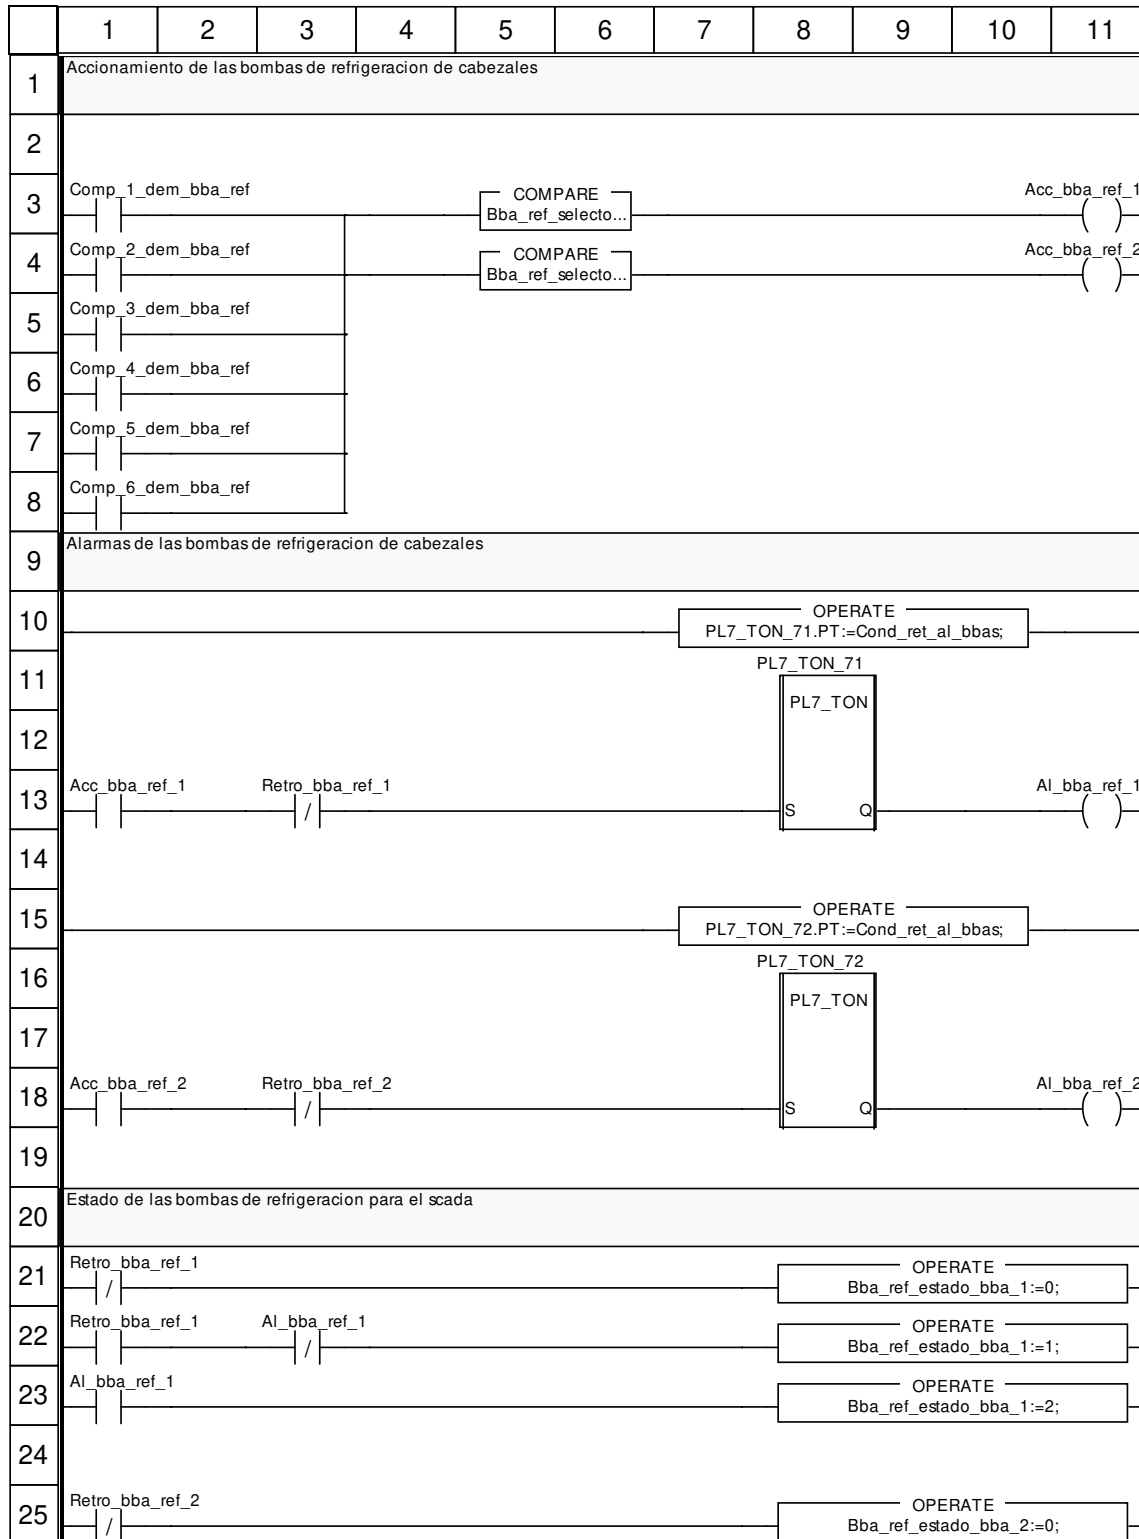 1 2 3 4 5 6 7 8 9 10 11
1 Accionamiento de las bombas de refrigeracion de cabezales
2
Comp_1_dem_bba_ref Acc_bba_ref_1
3 COMPARE
Bba_ref_selecto...
Comp_2_dem_bba_ref Acc_bba_ref_2
4 COMPARE
Bba_ref_selecto...
Comp_3_dem_bba_ref
5
Comp_4_dem_bba_ref
6
Comp_5_dem_bba_ref
7
Comp_6_dem_bba_ref
8
9 Alarmas de las bombas de refrigeracion de cabezales
10 OPERATE
PL7_TON_71.PT:=Cond_ret_al_bbas;
PL7_TON_71
11 PL7_TON
12
Acc_bba_ref_1 Retro_bba_ref_1 Al_bba_ref_1
13 / S Q ( )
14
15 OPERATE
PL7_TON_72.PT:=Cond_ret_al_bbas;
PL7_TON_72
16 PL7_TON
17
Acc_bba_ref_2 Retro_bba_ref_2 Al_bba_ref_2
18 / S Q ( )
19
20 Estado de las bombas de refrigeracion para el scada
Retro_bba_ref_1
21 / OPERATE
Bba_ref_estado_bba_1:=0;
Retro_bba_ref_1 Al_bba_ref_1
22 / OPERATE
Bba_ref_estado_bba_1:=1;
Al_bba_ref_1
23 OPERATE
Bba_ref_estado_bba_1:=2;
24
Retro_bba_ref_2
25 / OPERATE
Bba_ref_estado_bba_2:=0;